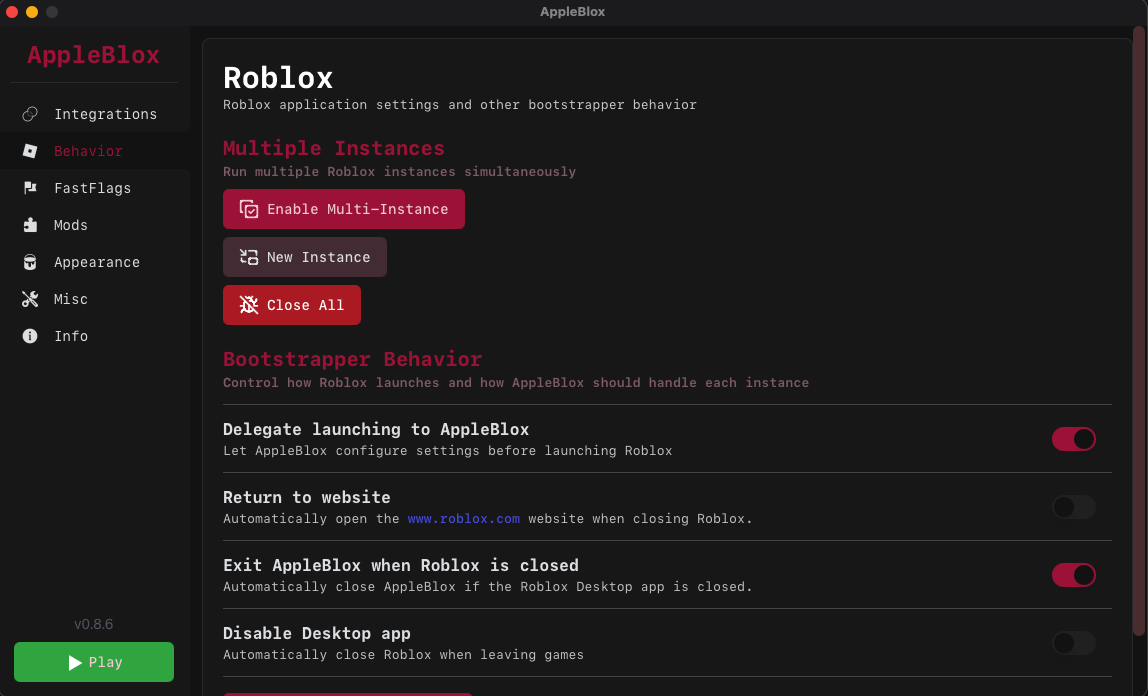 AppleBlox
AppleBlox
Integrations
Behavior
FastFlags
Mods
Appearance
Misc
Info
v0.8.6
Play
Roblox
Roblox application settings and other bootstrapper behavior
Multiple Instances
Run multiple Roblox instances simultaneously
Enable Multi-Instance
New Instance
Close All
Bootstrapper Behavior
Control how Roblox launches and how AppleBlox should handle each instance
Delegate launching to AppleBlox
Let AppleBlox configure settings before launching Roblox
Return to website
Automatically open the www.roblox.com website when closing Roblox.
Exit AppleBlox when Roblox is closed
Automatically close AppleBlox if the Roblox Desktop app is closed.
Disable Desktop app
Automatically close Roblox when leaving games